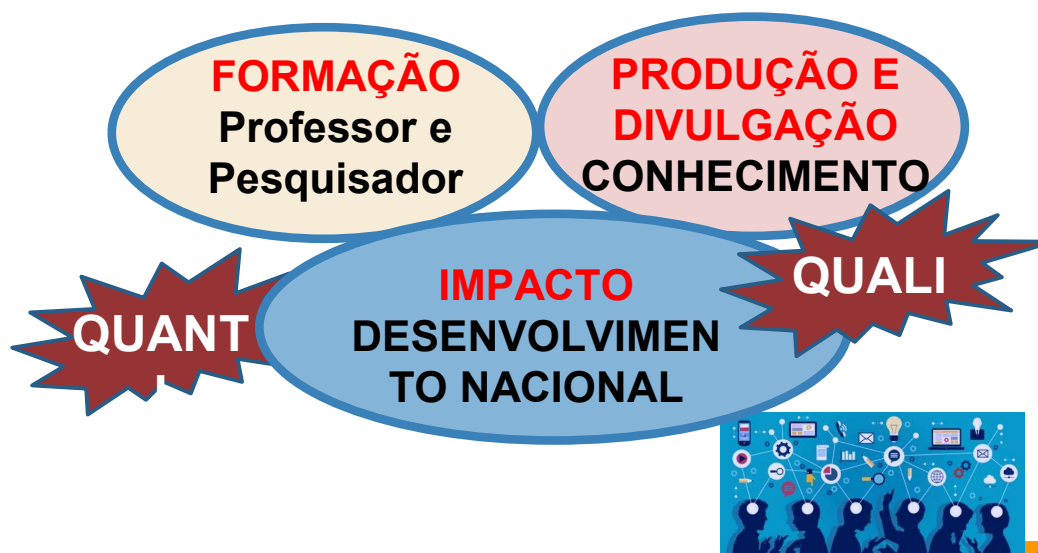 FORMAÇÃO
Professor e
Pesquisador
PRODUÇÃO E
DIVULGAÇÃO
CONHECIMENTO
QUALI
QUANT
I
IMPACTO
DESENVOLVIMEN
TO NACIONAL